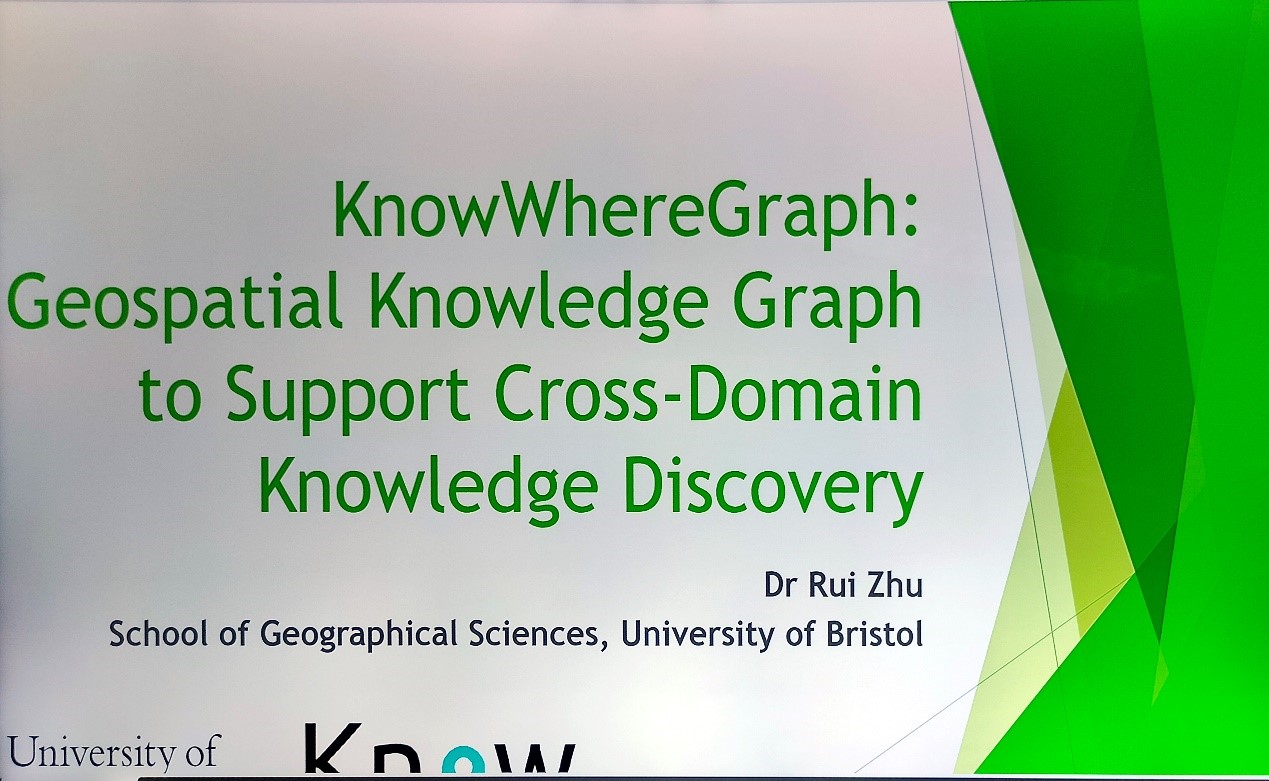 KnowWhereGraph:
Geospatial Knowledge Graph
to Support Cross-Domain
Knowledge Discovery
Dr Rui Zhu
School of Geographical Sciences, University of Bristol
University of
Know